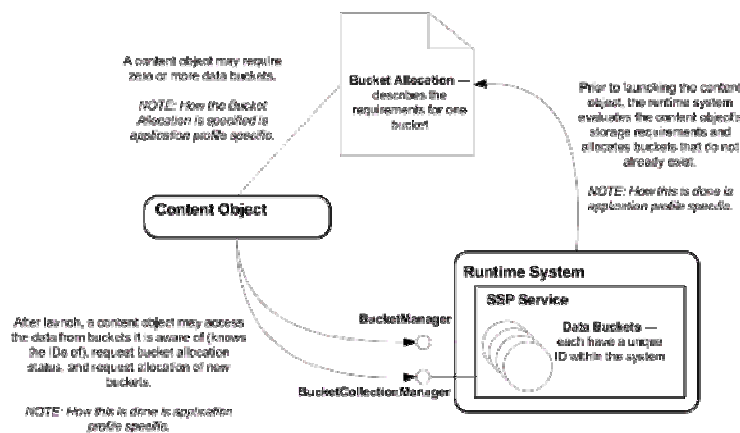 A content object may require
zero or more data buckets.
NOTE: How the Bucket
Allocation is specified is
application profile specific.
Bucket Allocation —
describes the
requirements for one
bucket
Prior to launching the content
object, the runtime system
evaluates the content object's
storage requirements and
allocates buckets that do not
already exist.
NOTE: How this is done is
application profile specific.
Content Object
Runtime System
SSP Service
Data Buckets —
each have a unique
ID within the system
BucketManager
BucketCollectionManager
After launch, a content object may access
the data from buckets it is aware of (knows
the IDs of), request bucket allocation
status, and request allocation of new
buckets.
NOTE: How this is done is application
profile specific.